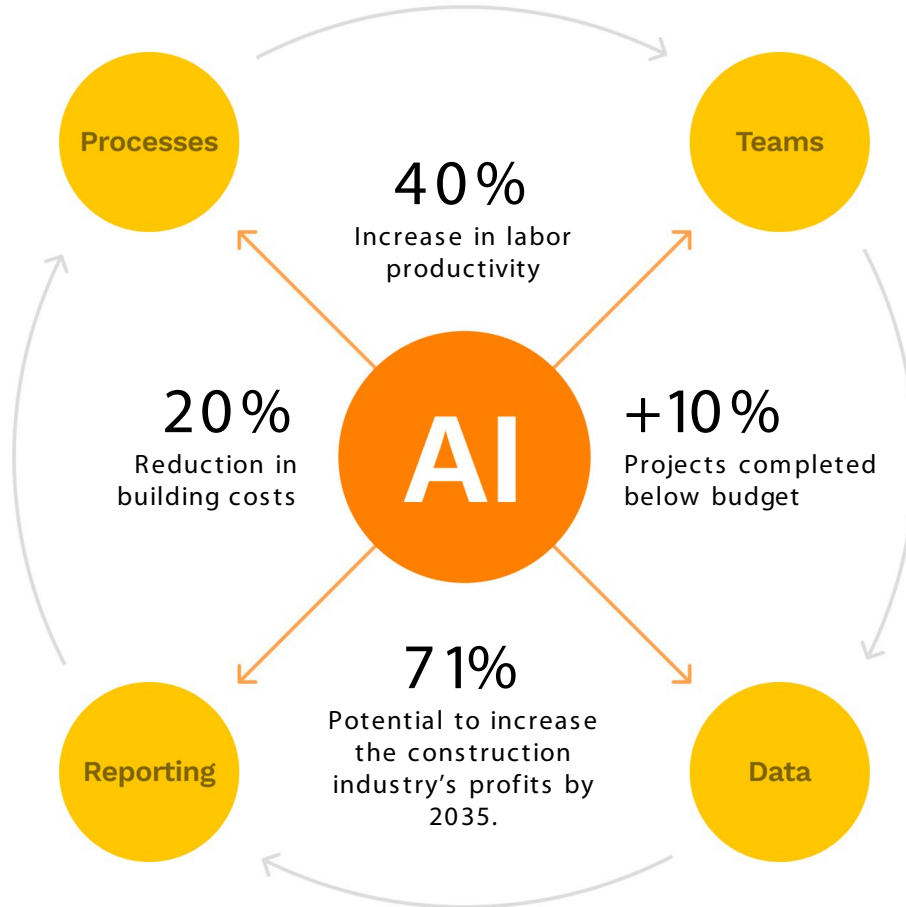 Processes
Teams
40%
Increase in labor
productivity
20%
Reduction in
building costs
AI
+10%
Projects completed
below budget
71%
Potential to increase
the construction
industry’s profits by
2035.
Reporting
Data